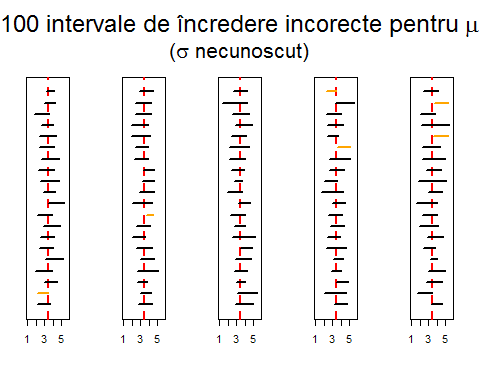 100 intervale de încredere incorecte pentru μ
(σ necunoscut)
1 3 5 1 3 5 1 3 5 1 3 5 1 3 5